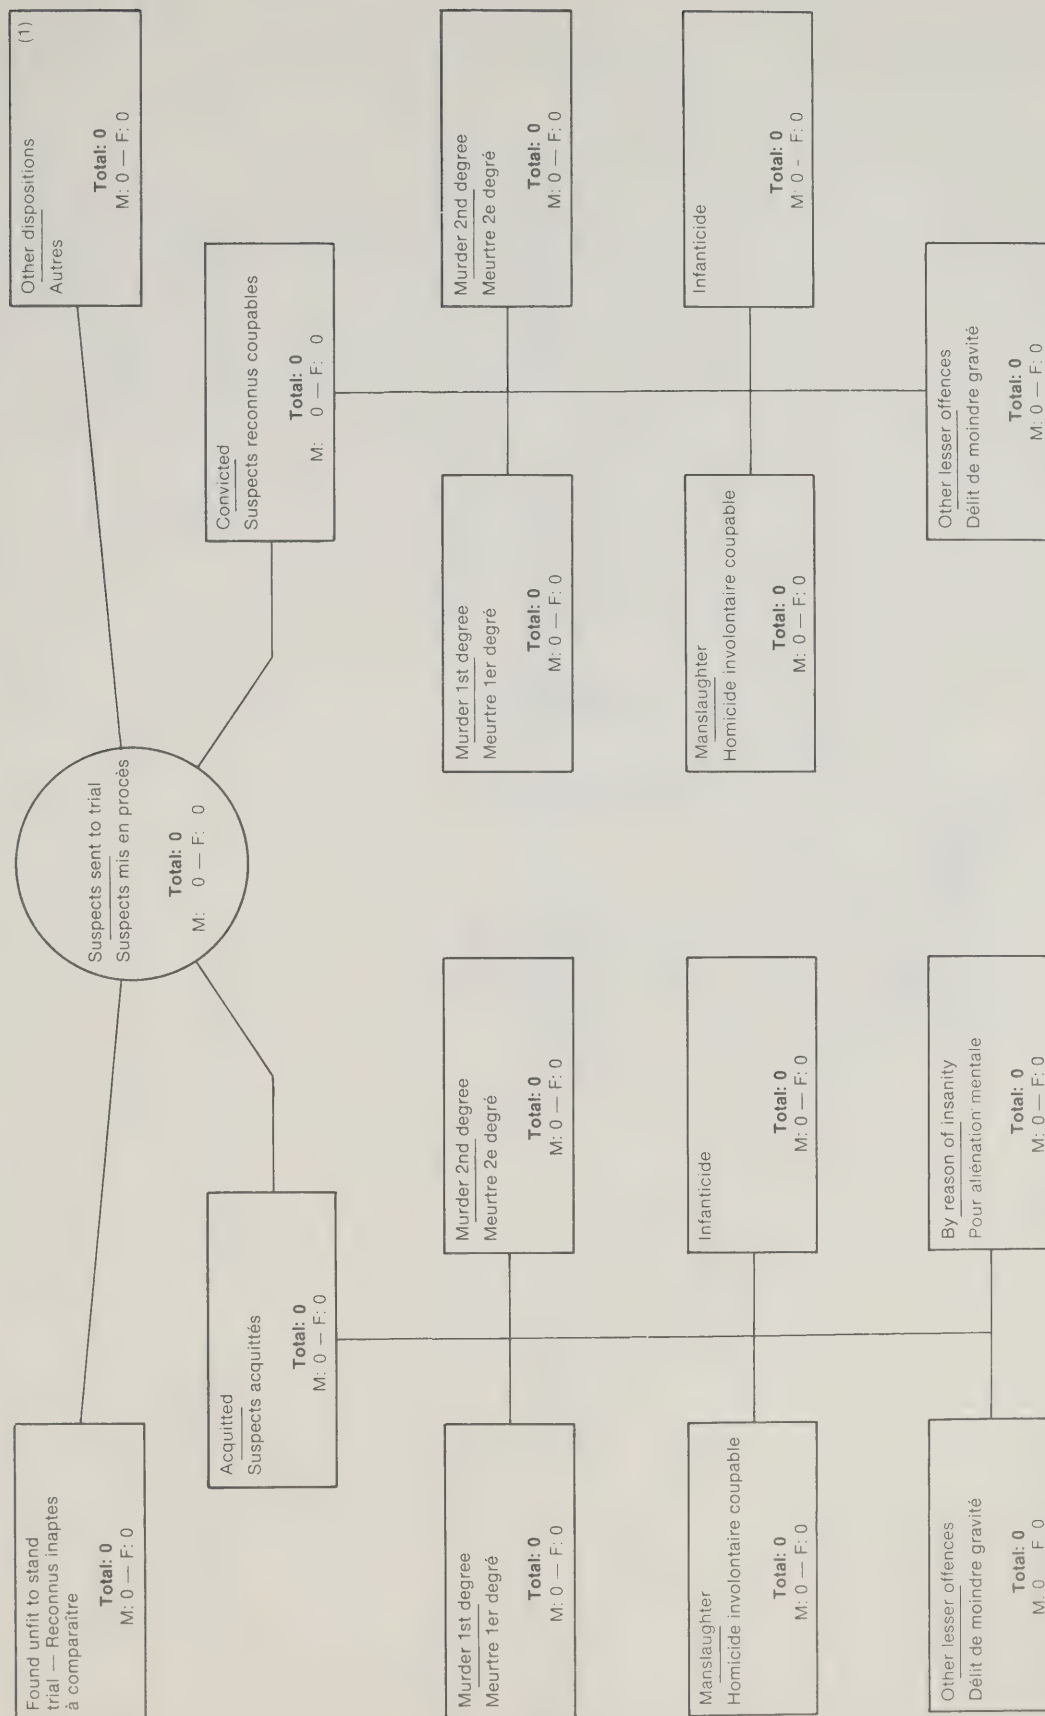 Suspects sent to trial
Suspects mis en procès
Total: 0
M: 0 — F: 0
Found unfit to stand
trial — Reconnus inaptes
à comparaître
Total: 0
M: 0 — F: 0
Other dispositions
Autres
(1)
Total: 0
M: 0 — F: 0
Acquitted
Suspects acquittés
Total: 0
M: 0 — F: 0
Convicted
Suspects reconnus coupables
Total: 0
M: 0 — F: 0
Murder 1st degree
Meurtre 1er degré
Total: 0
M: 0 — F: 0
Murder 2nd degree
Meurtre 2e degré
Total: 0
M: 0 — F: 0
Murder 1st degree
Meurtre 1er degré
Total: 0
M: 0 — F: 0
Murder 2nd degree
Meurtre 2e degré
Total: 0
M: 0 — F: 0
Manslaughter
Homicide involontaire coupable
Total: 0
M: 0 — F: 0
Infanticide
Total: 0
M: 0 — F: 0
Manslaughter
Homicide involontaire coupable
Total: 0
M: 0 — F: 0
Infanticide
Total: 0
M: 0 - F: 0
Other lesser offences
Délit de moindre gravité
Total: 0
M: 0 F 0
By reason of insanity
Pour aliénation mentale
Total: 0
M: 0 — F: 0
Other lesser offences
Délit de moindre gravité
Total: 0
M: 0 — F: 0